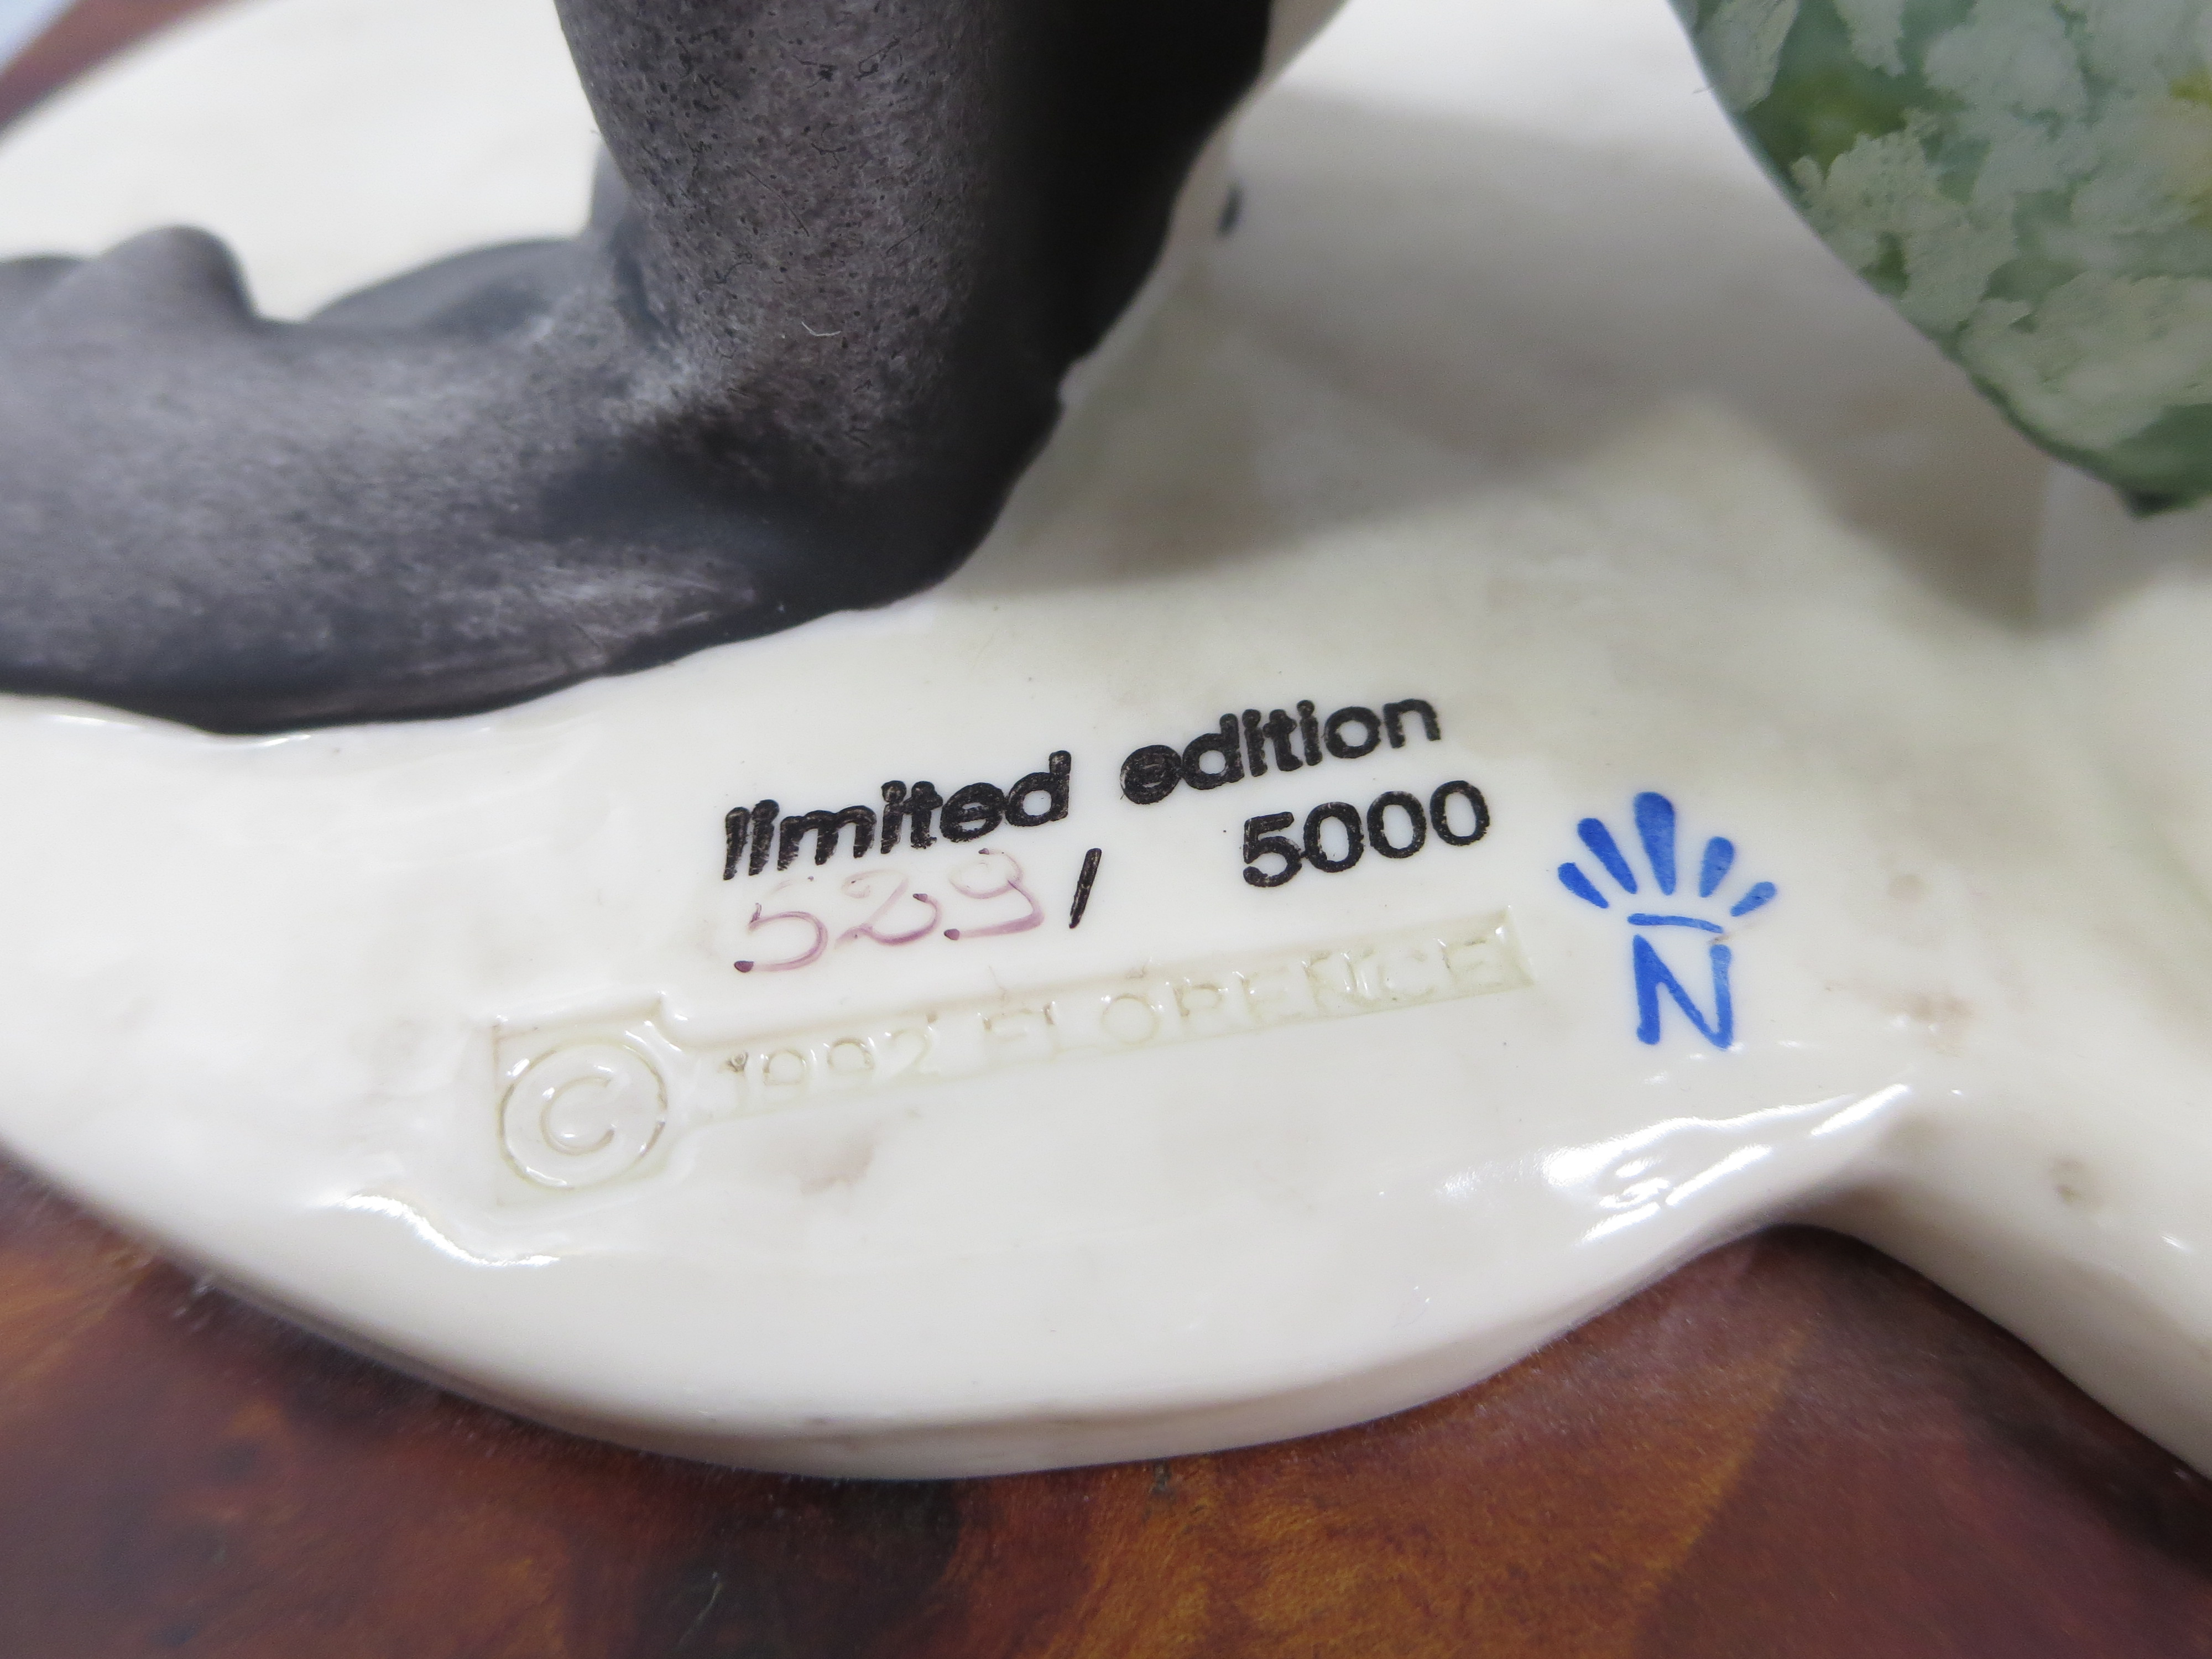 limited edition
529 / 5000
© 1992 FLORENCE
N